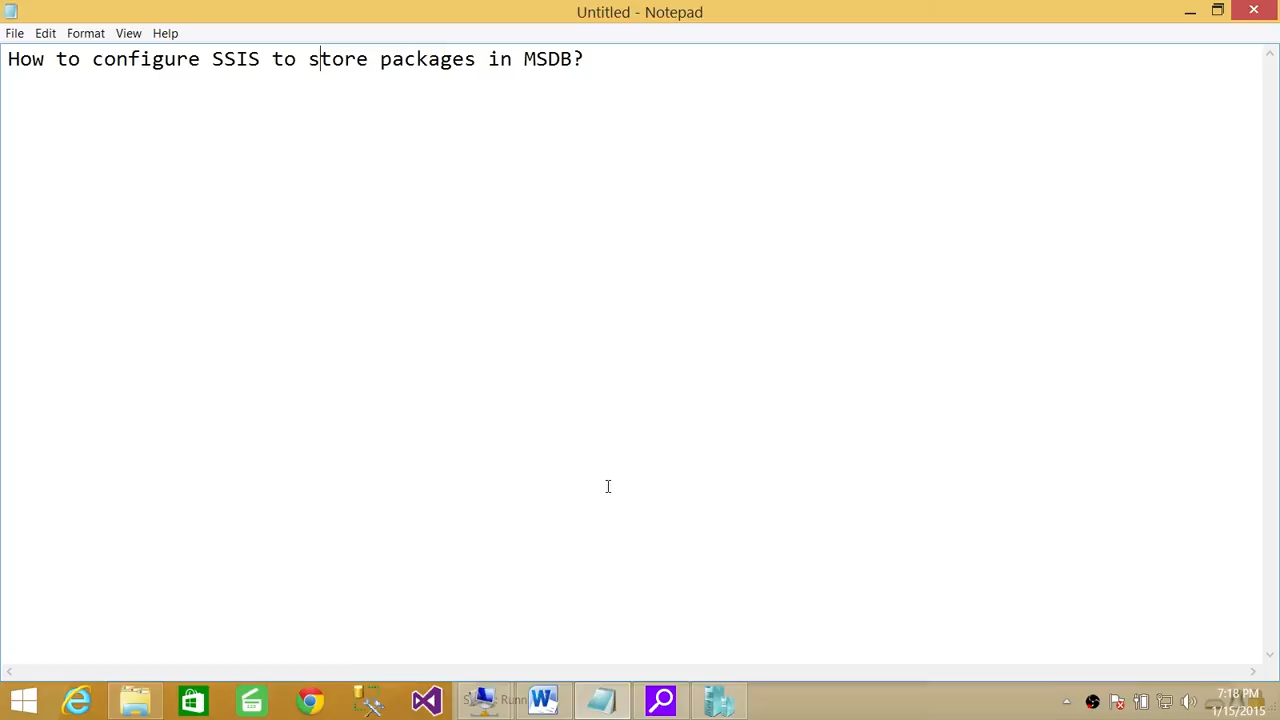 Untitled - Notepad
File Edit Format View Help
How to configure SSIS to store packages in MSDB?
7:18 PM
1/15/2015